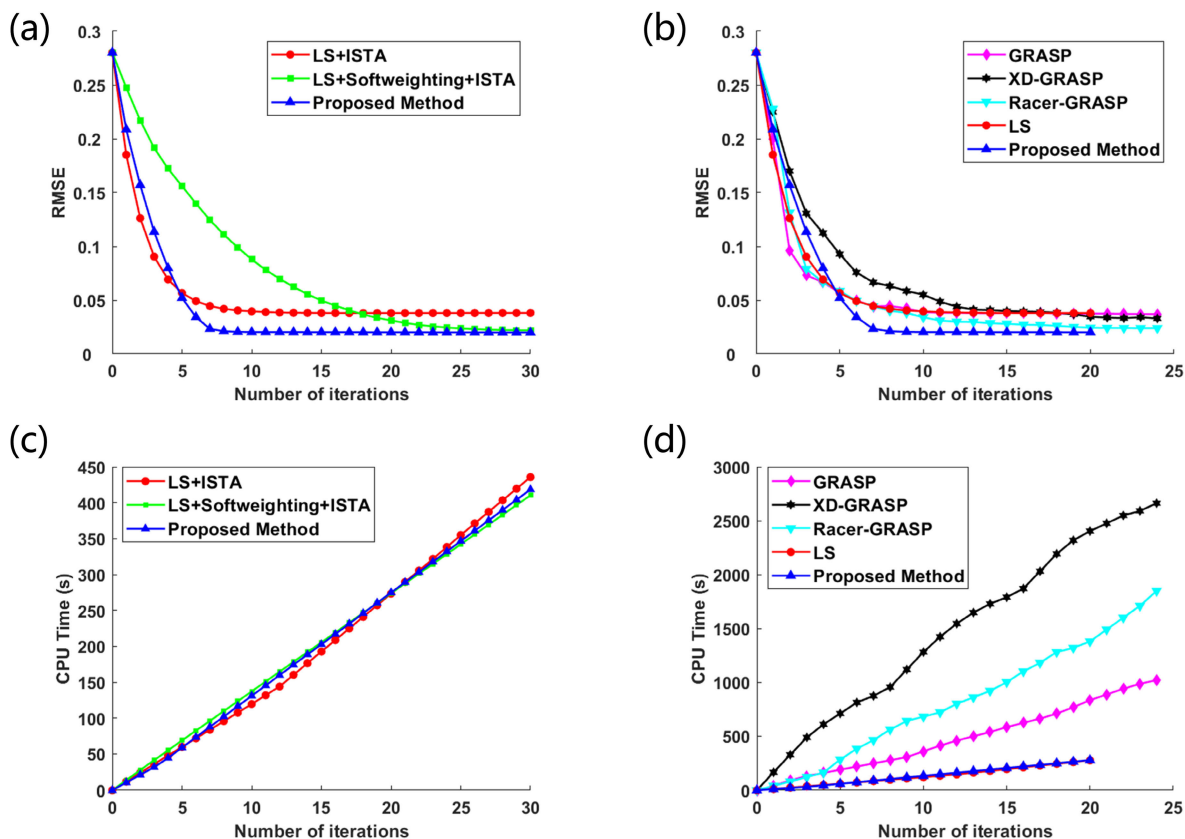 (a)
0.3
0.25
0.2
0.15
0.1
0.05
0
RMSE
LS+ISTA
LS+Softweighting+ISTA
Proposed Method
0 5 10 15 20 25 30
Number of iterations
(b)
0.3
0.25
0.2
0.15
0.1
0.05
0
RMSE
GRASP
XD-GRASP
Racer-GRASP
LS
Proposed Method
0 5 10 15 20 25
Number of iterations
(c)
450
400
350
300
250
200
150
100
50
0
CPU Time (s)
LS+ISTA
LS+Softweighting+ISTA
Proposed Method
0 5 10 15 20 25 30
Number of iterations
(d)
3000
2500
2000
1500
1000
500
0
CPU Time (s)
GRASP
XD-GRASP
Racer-GRASP
LS
Proposed Method
0 5 10 15 20 25
Number of iterations